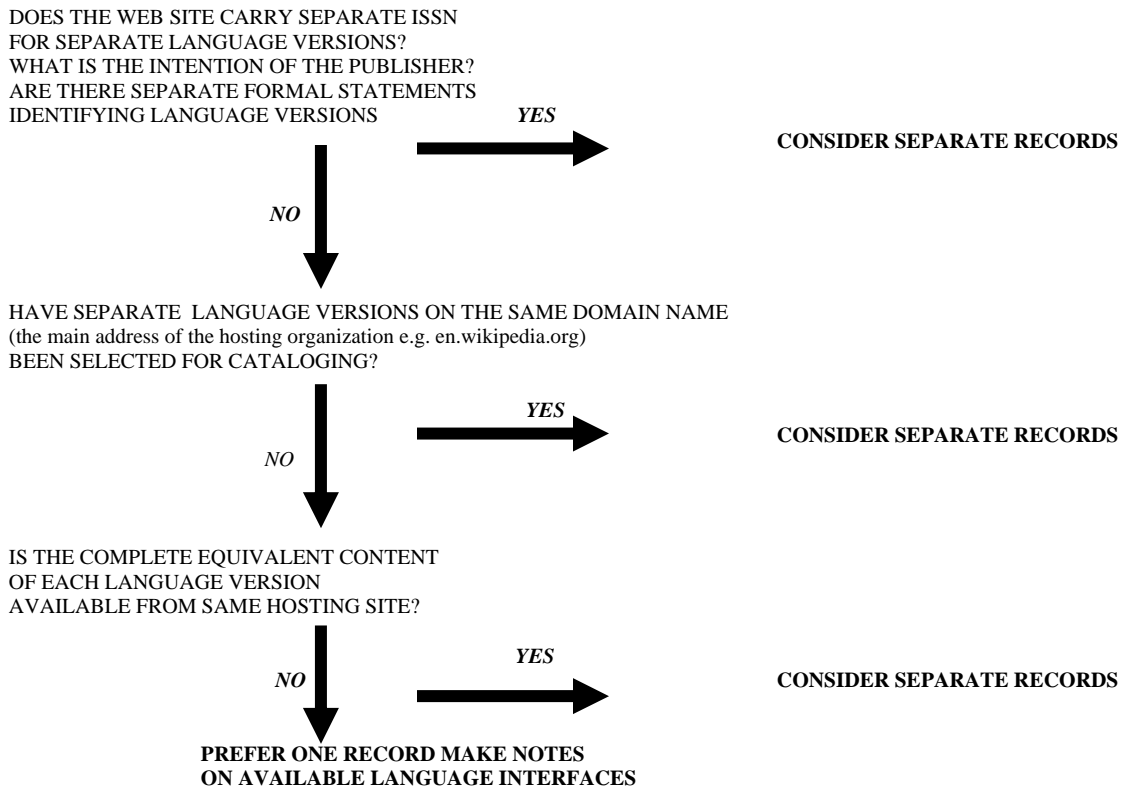 DOES THE WEB SITE CARRY SEPARATE ISSN
FOR SEPARATE LANGUAGE VERSIONS?
WHAT IS THE INTENTION OF THE PUBLISHER?
ARE THERE SEPARATE FORMAL STATEMENTS
IDENTIFYING LANGUAGE VERSIONS
YES
CONSIDER SEPARATE RECORDS
NO
HAVE SEPARATE LANGUAGE VERSIONS ON THE SAME DOMAIN NAME
(the main address of the hosting organization e.g. en.wikipedia.org)
BEEN SELECTED FOR CATALOGING?
YES
CONSIDER SEPARATE RECORDS
NO
IS THE COMPLETE EQUIVALENT CONTENT
OF EACH LANGUAGE VERSION
AVAILABLE FROM SAME HOSTING SITE?
YES
NO
CONSIDER SEPARATE RECORDS
PREFER ONE RECORD MAKE NOTES
ON AVAILABLE LANGUAGE INTERFACES